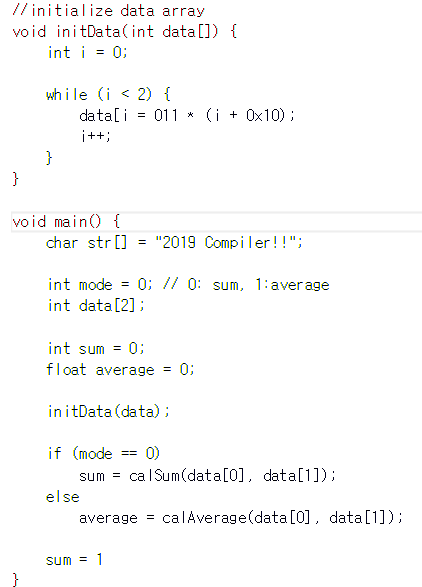 //initialize data array
void initData(int data[]) {
int i = 0;
while (i < 2) {
data[i = 011 * (i + 0x10);
i++;
}
}
void main() {
char str[] = "2019 Compiler!!";
int mode = 0; // 0: sum, 1:average
int data[2];
int sum = 0;
float average = 0;
initData(data);
if (mode == 0)
sum = calSum(data[0], data[1]);
else
average = calAverage(data[0], data[1]);
sum = 1
}